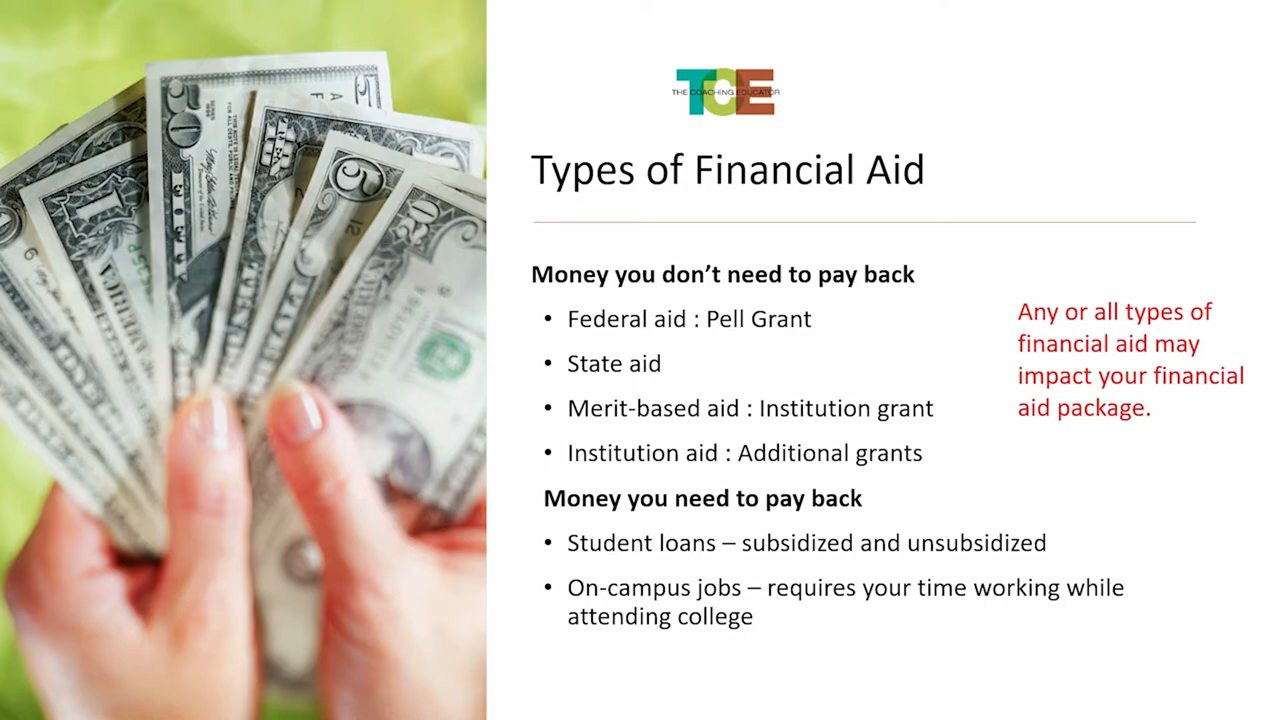 TCE
THE COACHING EDUCATOR
Types of Financial Aid
Money you don’t need to pay back
• Federal aid : Pell Grant
• State aid
• Merit-based aid : Institution grant
• Institution aid : Additional grants
Any or all types of
financial aid may
impact your financial
aid package.
Money you need to pay back
• Student loans – subsidized and unsubsidized
• On-campus jobs – requires your time working while
attending college